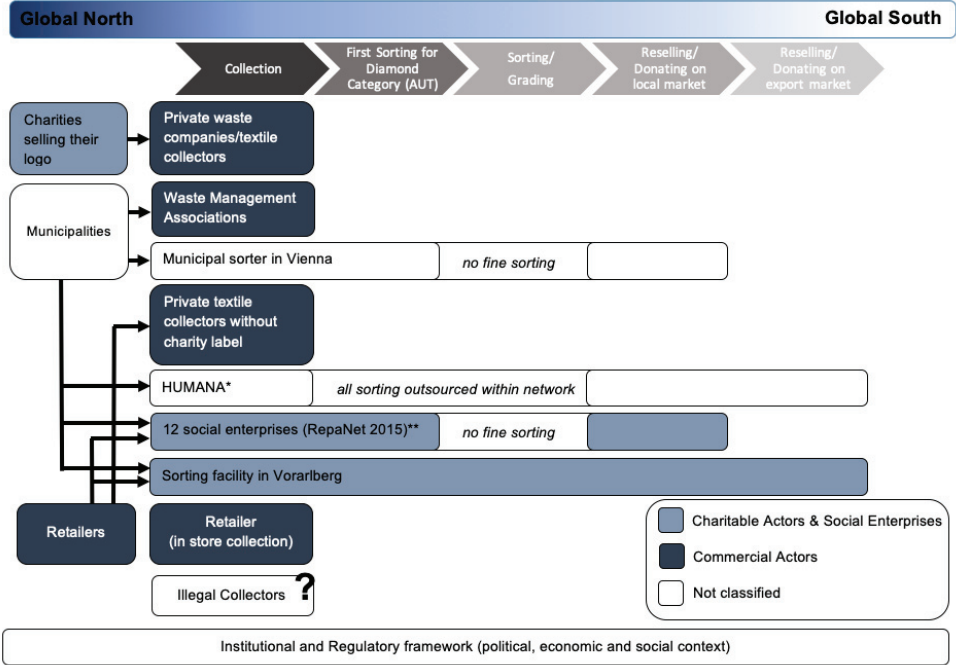 Global North
Global South
Collection
First Sorting for
Diamond
Category (AUT)
Sorting/
Grading
Reselling/
Donating on
local market
Reselling/
Donating on
export market
Charities
selling their
logo
Private waste
companies/textile
collectors
Municipalities
Waste Management
Associations
Municipal sorter in Vienna
no fine sorting
Private textile
collectors without
charity label
HUMANA*
all sorting outsourced within network
12 social enterprises (RepaNet 2015)**
no fine sorting
Sorting facility in Vorarlberg
Retailers
Retailer
(in store collection)
Illegal Collectors
?
Charitable Actors & Social Enterprises
Commercial Actors
Not classified
Institutional and Regulatory framework (political, economic and social context)